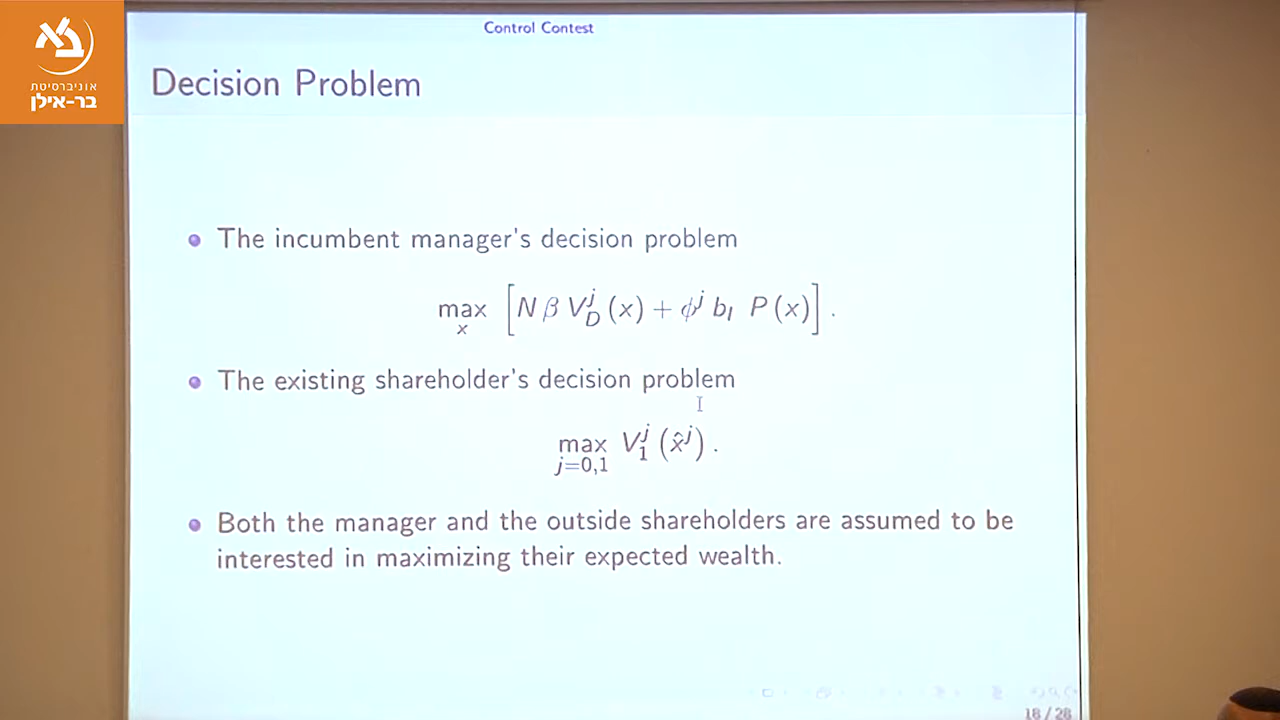 אוניברסיטת
בר-אילן
Control Contest
Decision Problem
The incumbent manager's decision problem
max_x [N β V_D^j (x) + ϕ^j b_I P (x)] .
The existing shareholder's decision problem
max_{j=0,1} V_1^j (x̂^j) .
Both the manager and the outside shareholders are assumed to be
interested in maximizing their expected wealth.
18 / 28